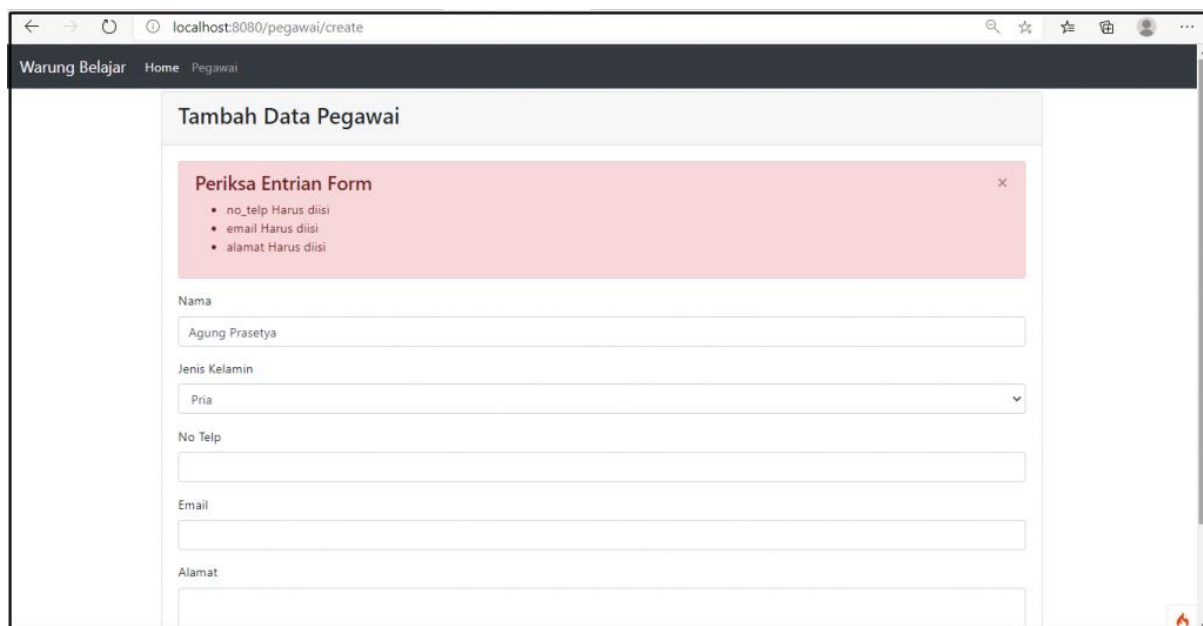 localhost:8080/pegawai/create
Warung Belajar Home Pegawai
Tambah Data Pegawai
Periksa Entrian Form
×
• no_telp Harus diisi
• email Harus diisi
• alamat Harus diisi
Nama
Agung Prasetya
Jenis Kelamin
Pria
No Telp
Email
Alamat